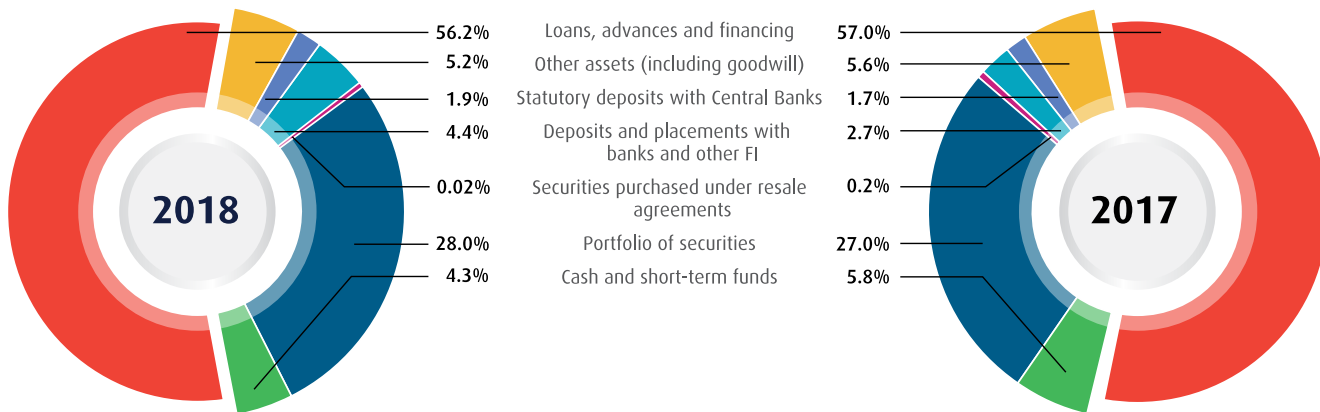 56.2% Loans, advances and financing 57.0%
5.2% Other assets (including goodwill) 5.6%
1.9% Statutory deposits with Central Banks 1.7%
4.4% Deposits and placements with 2.7%
banks and other FI
0.02% Securities purchased under resale 0.2%
agreements
28.0% Portfolio of securities 27.0%
4.3% Cash and short-term funds 5.8%
2018
2017